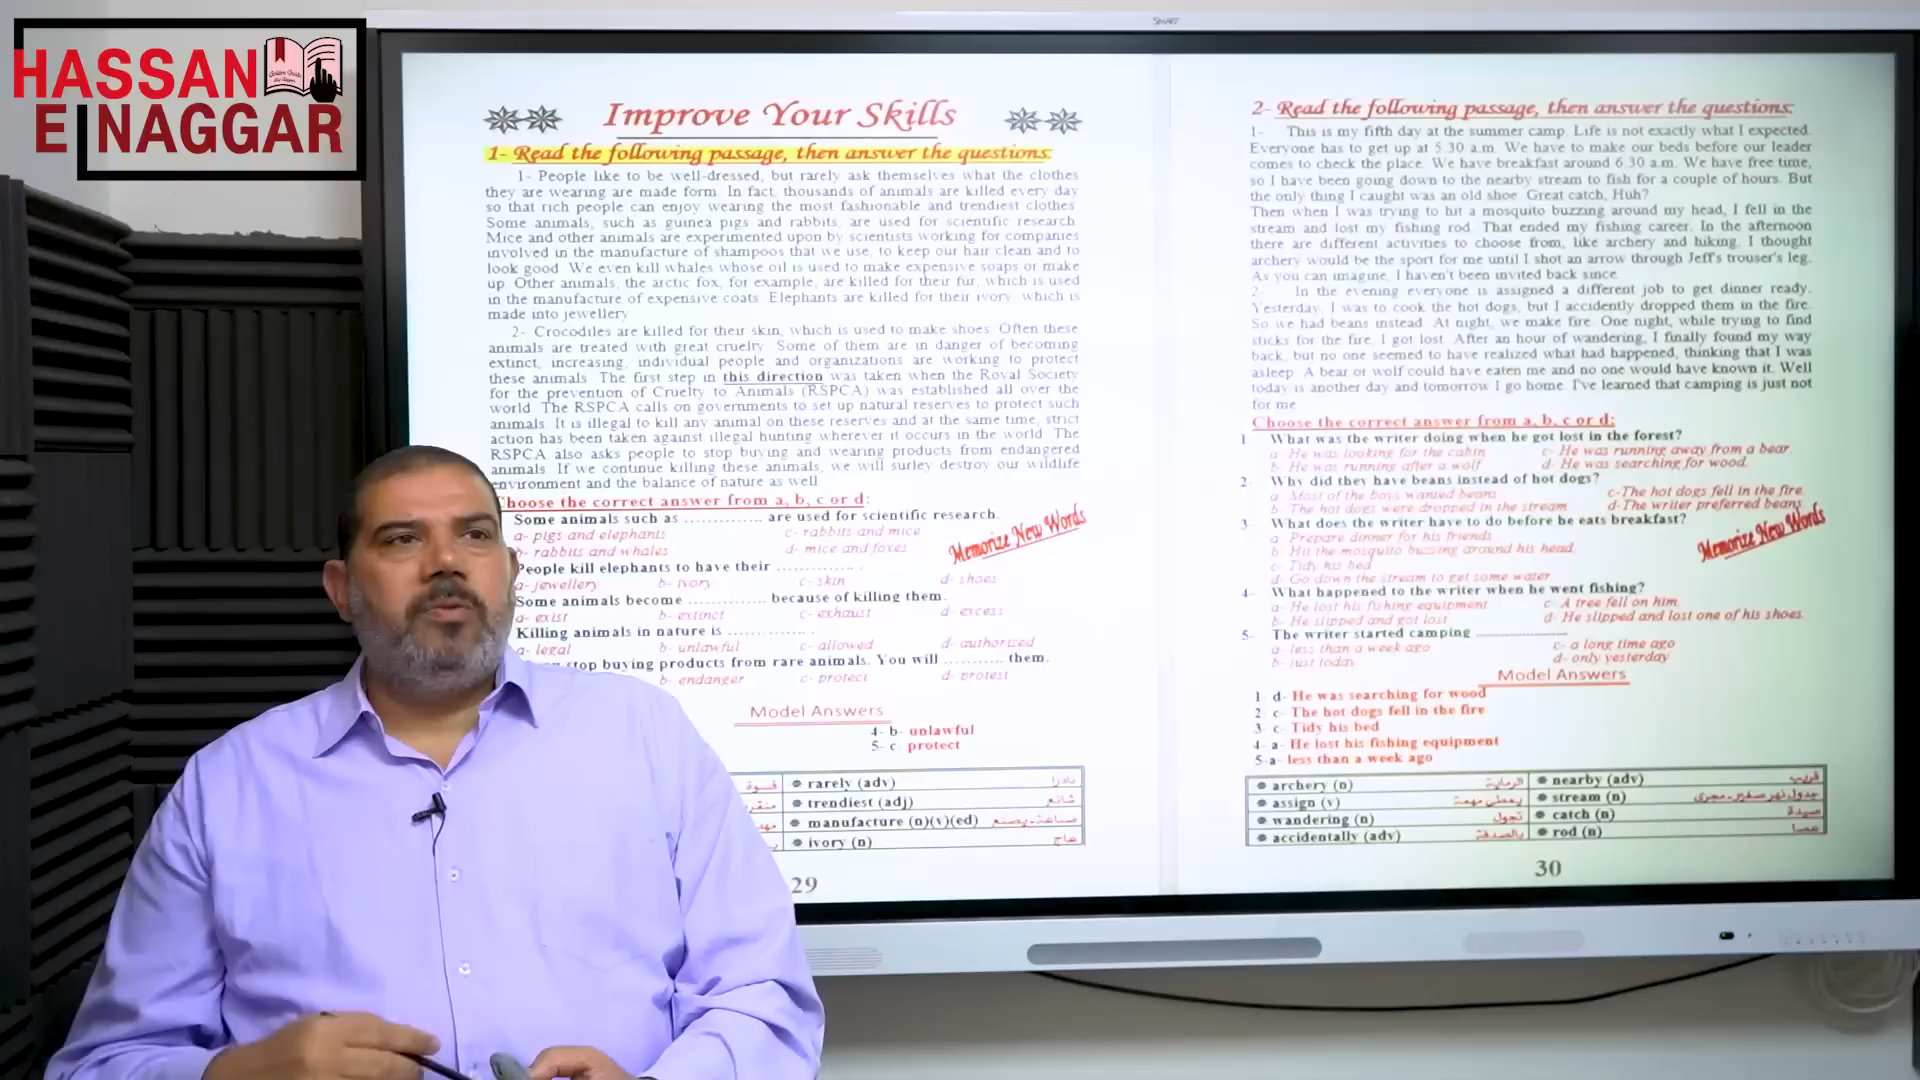 HASSAN
ElNAGGAR
Golden Guide
SMART
Improve Your Skills
1- Read the following passage, then answer the questions:
1- People like to be well-dressed, but rarely ask themselves what the clothes
they are wearing are made form. In fact, thousands of animals are killed every day
so that rich people can enjoy wearing the most fashionable and trendiest clothes.
Some animals, such as guinea pigs and rabbits, are used for scientific research.
Mice and other animals are experimented upon by scientists working for companies
involved in the manufacture of shampoos that we use, to keep our hair clean and to
look good. We even kill whales whose oil is used to make expensive soaps or make
up. Other animals, the arctic fox, for example, are killed for their fur, which is used
in the manufacture of expensive coats. Elephants are killed for their ivory, which is
made into jewellery.
2- Crocodiles are killed for their skin, which is used to make shoes. Often these
animals are treated with great cruelty. Some of them are in danger of becoming
extinct, increasing, individual people and organizations are working to protect
these animals. The first step in this direction was taken when the Royal Society
for the prevention of Cruelty to Animals (RSPCA) was established all over the
world. The RSPCA calls on governments to set up natural reserves to protect such
animals. It is illegal to kill any animal on these reserves and at the same time, strict
action has been taken against illegal hunting wherever it occurs in the world. The
RSPCA also asks people to stop buying and wearing products from endangered
animals. If we continue killing these animals, we will surley destroy our wildlife
environment and the balance of nature as well.
Choose the correct answer from a, b, c or d:
Some animals such as .............. are used for scientific research.
a- pigs and elephants c- rabbits and mice
b- rabbits and whales d- mice and foxes
Memorize New Words
People kill elephants to have their ...............
a- jewellery b- ivory c- skin d- shoes
Some animals become .............. because of killing them.
a- exist b- extinct c- exhaust d- excess
Killing animals in nature is ...............
a- legal b- unlawful c- allowed d- authorized
stop buying products from rare animals. You will ........... them.
b- endanger c- protect d- protest
Model Answers
4- b- unlawful
5- c- protect
قسوة rarely (adv) نادرا
trendiest (adj) شائع
manufacture (n)(v)(ed) صناعة - يصنع
ivory (n) عاج
29
2- Read the following passage, then answer the questions:
1- This is my fifth day at the summer camp. Life is not exactly what I expected.
Everyone has to get up at 5.30 a.m. We have to make our beds before our leader
comes to check the place. We have breakfast around 6.30 a.m. We have free time,
so I have been going down to the nearby stream to fish for a couple of hours. But
the only thing I caught was an old shoe. Great catch, Huh?
Then when I was trying to hit a mosquito buzzing around my head, I fell in the
stream and lost my fishing rod. That ended my fishing career. In the afternoon
there are different activities to choose from, like archery and hiking. I thought
archery would be the sport for me until I shot an arrow through Jeff's trouser's leg.
As you can imagine, I haven't been invited back since.
2- In the evening everyone is assigned a different job to get dinner ready.
Yesterday, I was to cook the hot dogs, but I accidently dropped them in the fire.
So we had beans instead. At night, we make fire. One night, while trying to find
sticks for the fire, I got lost. After an hour of wandering, I finally found my way
back, but no one seemed to have realized what had happened, thinking that I was
asleep. A bear or wolf could have eaten me and no one would have known it. Well
today is another day and tomorrow I go home. I've learned that camping is just not
for me.
Choose the correct answer from a, b, c or d:
1 What was the writer doing when he got lost in the forest?
a- He was looking for the cabin c- He was running away from a bear.
b- He was running after a wolf d- He was searching for wood.
2- Why did they have beans instead of hot dogs?
a- Most of the boys wanted beans c-The hot dogs fell in the fire.
b- The hot dogs were dropped in the stream d-The writer preferred beans.
3 What does the writer have to do before he eats breakfast?
a- Prepare dinner for his friends
b- Hit the mosquito buzzing around his head.
c- Tidy his bed
d- Go down the stream to get some water
Memorize New Words
4- What happened to the writer when he went fishing?
a- He lost his fishing equipment c- A tree fell on him.
b- He slipped and got lost d- He slipped and lost one of his shoes.
5- The writer started camping ....................
a- less than a week ago c- a long time ago
b- just today d- only yesterday
Model Answers
1- d- He was searching for wood
2- c- The hot dogs fell in the fire
3- c- Tidy his bed
4- a- He lost his fishing equipment
5-a- less than a week ago
archery (n) الرماية nearby (adv) قريب
assign (v) يعطي مهمة stream (n) جدول - نهر صغير - مجرى
wandering (n) تجول catch (n) صيدة
accidentally (adv) بالصدفة rod (n) عصا
30